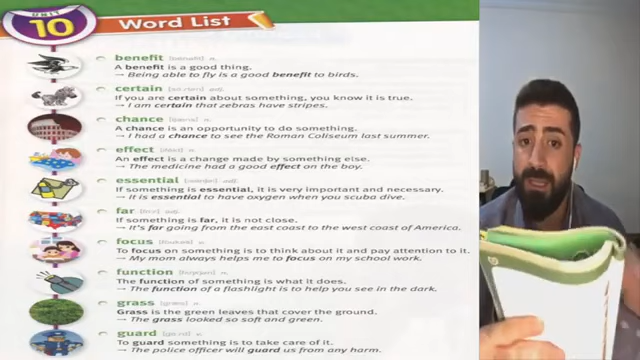 UNIT
10 Word List
benefit
A benefit is a good thing.
→ Being able to fly is a good benefit to birds.
certain
If you are certain about something, you know it is true.
→ I am certain that zebras have stripes.
chance
A chance is an opportunity to do something.
→ I had a chance to see the Roman Coliseum last summer.
effect
An effect is a change made by something else.
→ The medicine had a good effect on the boy.
essential
If something is essential, it is very important and necessary.
→ It is essential to have oxygen when you scuba dive.
far
If something is far, it is not close.
→ It's far going from the east coast to the west coast of America.
focus
To focus on something is to think about it and pay attention to it.
→ My mom always helps me to focus on my school work.
function
The function of something is what it does.
→ The function of a flashlight is to help you see in the dark.
grass
Grass is the green leaves that cover the ground.
→ The grass looked so soft and green.
guard
To guard something is to take care of it.
→ The police officer will guard us from any harm.